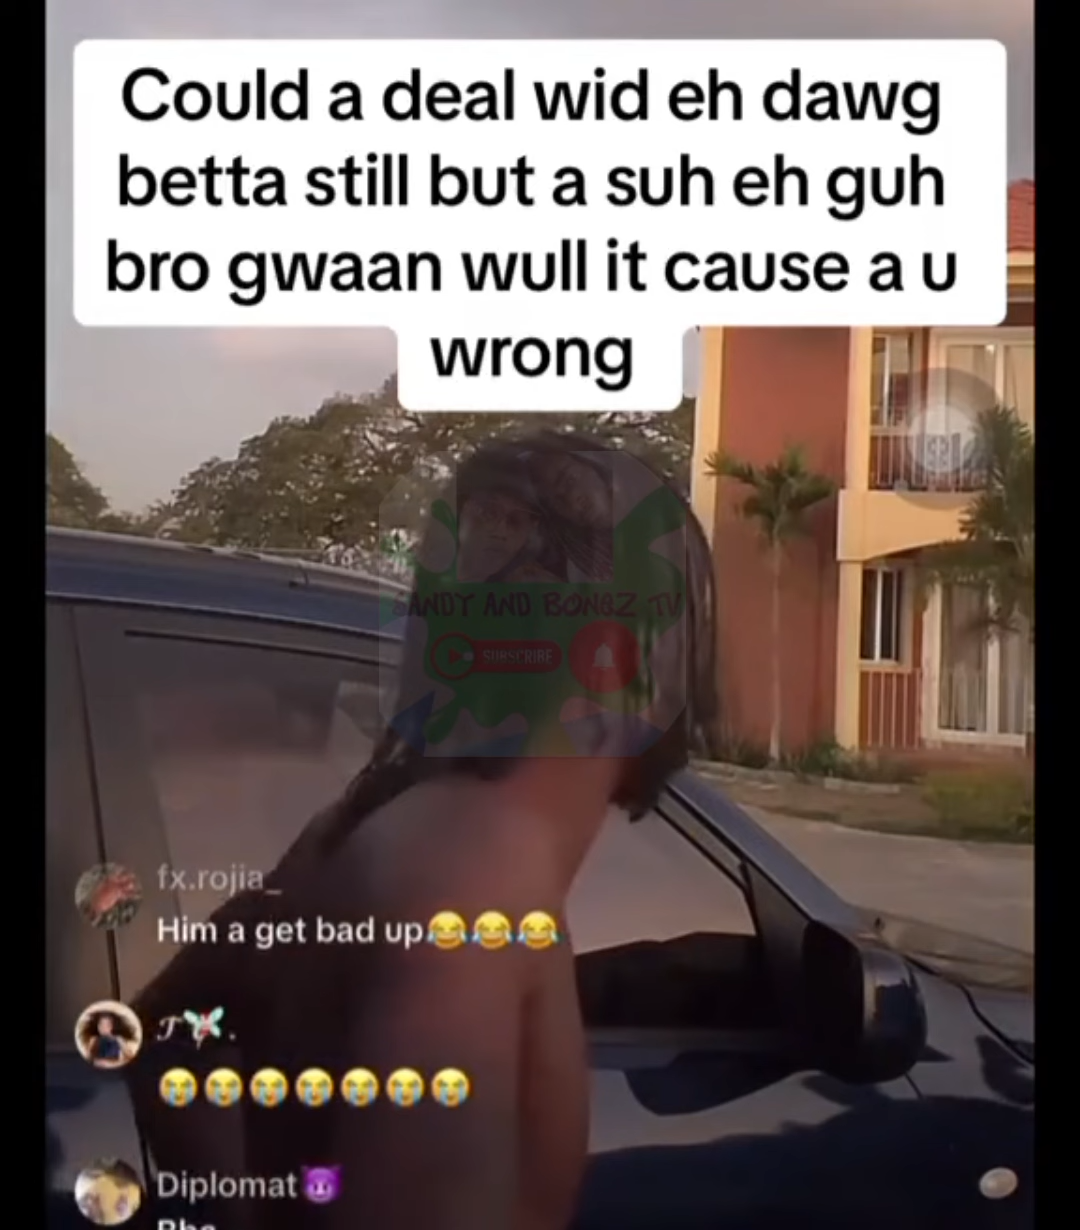 Could a deal wid eh dawg
betta still but a suh eh guh
bro gwaan wull it cause a u
wrong
SANDY AND BONGZ TV
SUBSCRIBE
fx.rojia_
Him a get bad up😂😂😂
😭😭😭😭😭😭😭
Diplomat😈